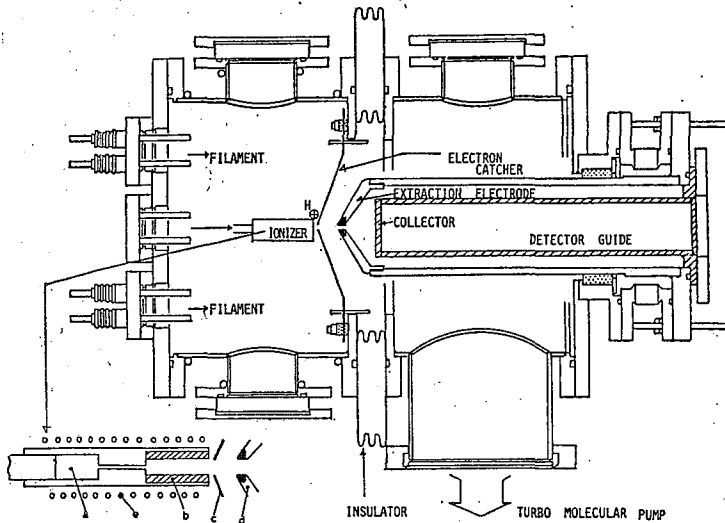 FILAMENT
ELECTRON
CATCHER
EXTRACTION ELECTRODE
H
IONIZER
COLLECTOR
DETECTOR GUIDE
FILAMENT
a e b c d
INSULATOR
TURBO MOLECULAR PUMP